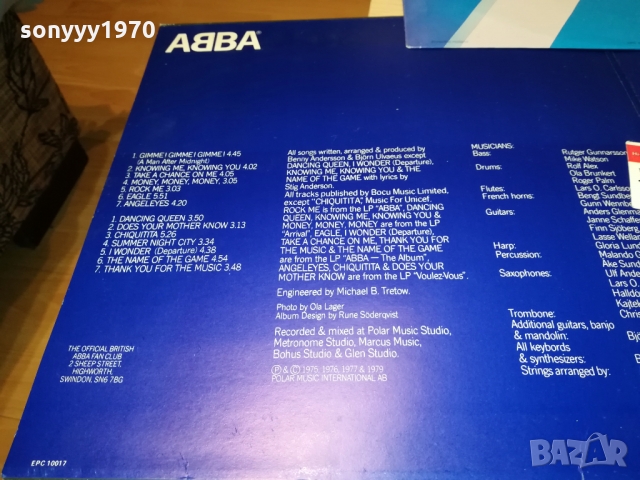 sonyyy1970
ABBA®
1. GIMME! GIMME! GIMME! 4.45
(A Man After Midnight)
2. KNOWING ME, KNOWING YOU 4.02
3. TAKE A CHANCE ON ME 4.05
4. MONEY, MONEY, MONEY, 3.05
5. ROCK ME 3.03
6. EAGLE 5.51
7. ANGELEYES 4.20
1. DANCING QUEEN 3.50
2. DOES YOUR MOTHER KNOW 3.13
3. CHIQUITITA 5.26
4. SUMMER NIGHT CITY 3.34
5. I WONDER (Departure) 4.38
6. THE NAME OF THE GAME 4.54
7. THANK YOU FOR THE MUSIC 3.48
THE OFFICIAL BRITISH
ABBA FAN CLUB
2 SHEEP STREET,
HIGHWORTH,
SWINDON, SN6 7BG
EPC 10017
All songs written, arranged & produced by
Benny Andersson & Björn Ulvaeus except
DANCING QUEEN, I WONDER (Departure),
KNOWING ME, KNOWING YOU & THE
NAME OF THE GAME with lyrics by
Stig Anderson.
All tracks published by Bocu Music Limited,
except "CHIQUITITA", Music For Unicef.
ROCK ME is from the LP "ABBA", DANCING
QUEEN, KNOWING ME, KNOWING YOU &
MONEY, MONEY, MONEY are from the LP
"Arrival", EAGLE, I WONDER (Departure),
TAKE A CHANCE ON ME, THANK YOU FOR
THE MUSIC & THE NAME OF THE GAME
are from the LP "ABBA – The Album",
ANGELEYES, CHIQUITITA & DOES YOUR
MOTHER KNOW are from the LP "Voulez-Vous".
Engineered by Michael B. Tretow.
Photo by Ola Lager
Album Design by Rune Söderqvist
Recorded & mixed at Polar Music Studio,
Metronome Studio, Marcus Music,
Bohus Studio & Glen Studio.
Ⓟ & © 1975, 1976, 1977 & 1979
POLAR MUSIC INTERNATIONAL AB
MUSICIANS:
Bass: Rutger Gunnarsson
Mike Watson
Drums: Rolf Alex
Ola Brunkert
Roger Palm
Flutes: Lars O. Carlsson
French horns: Bengt Sundberg
Gunn Wennberg
Guitars: Anders Glenmark
Janne Schaffer
Finn Sjöberg
Lasse Wellander
Harp: Gloria Lund
Percussion: Malando G
Åke Sund
Saxophones: Ulf Anders
Lars O.
Halldo
Kajtek
Trombone: Chris
Additional guitars, banjo
& mandolin: Björn
All keybords
& synthesizers: B
Strings arranged by:
BAZAR